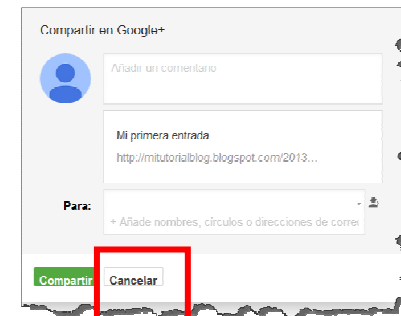 Compartir en Google+
Añadir un comentario
Mi primera entrada
http://mitutorialblog.blogspot.com/2013...
Para:
+ Añade nombres, círculos o direcciones de corre
Compartir Cancelar